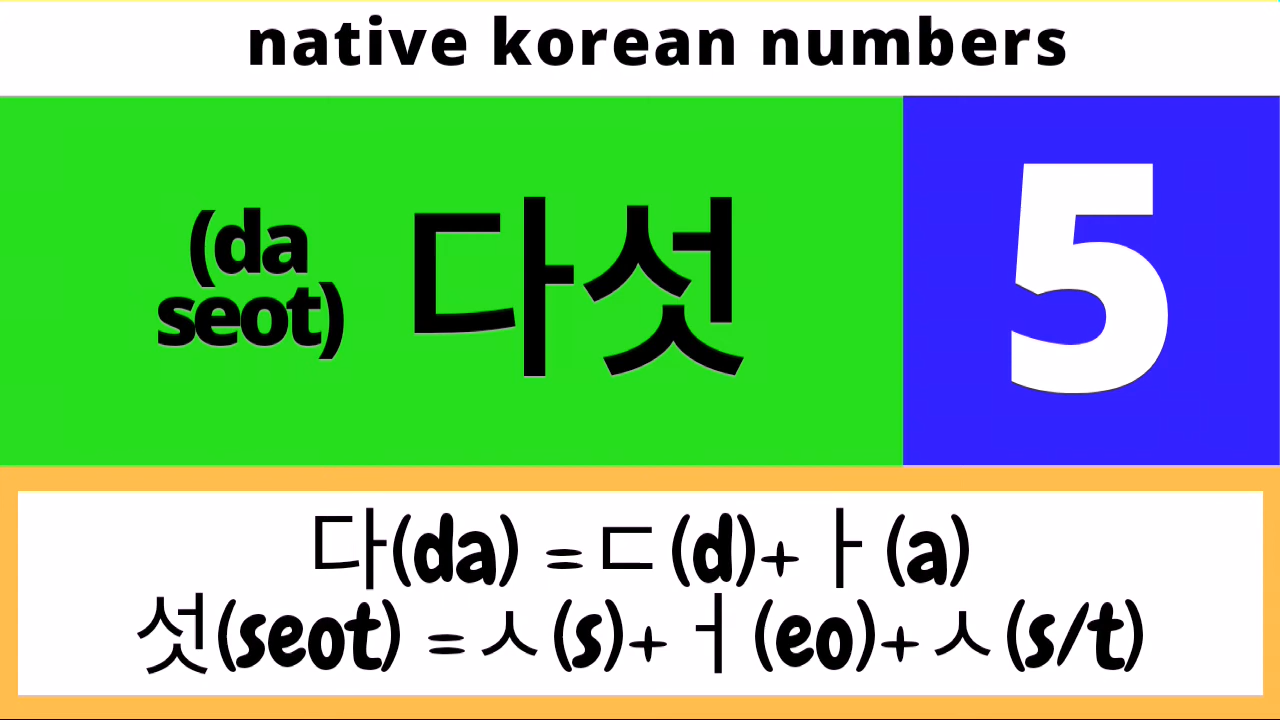 native korean numbers
(da
seot)
다섯
5
다(da) =ㄷ(d)+ㅏ(a)
섯(seot) =ㅅ(s)+ㅓ(eo)+ㅅ(s/t)